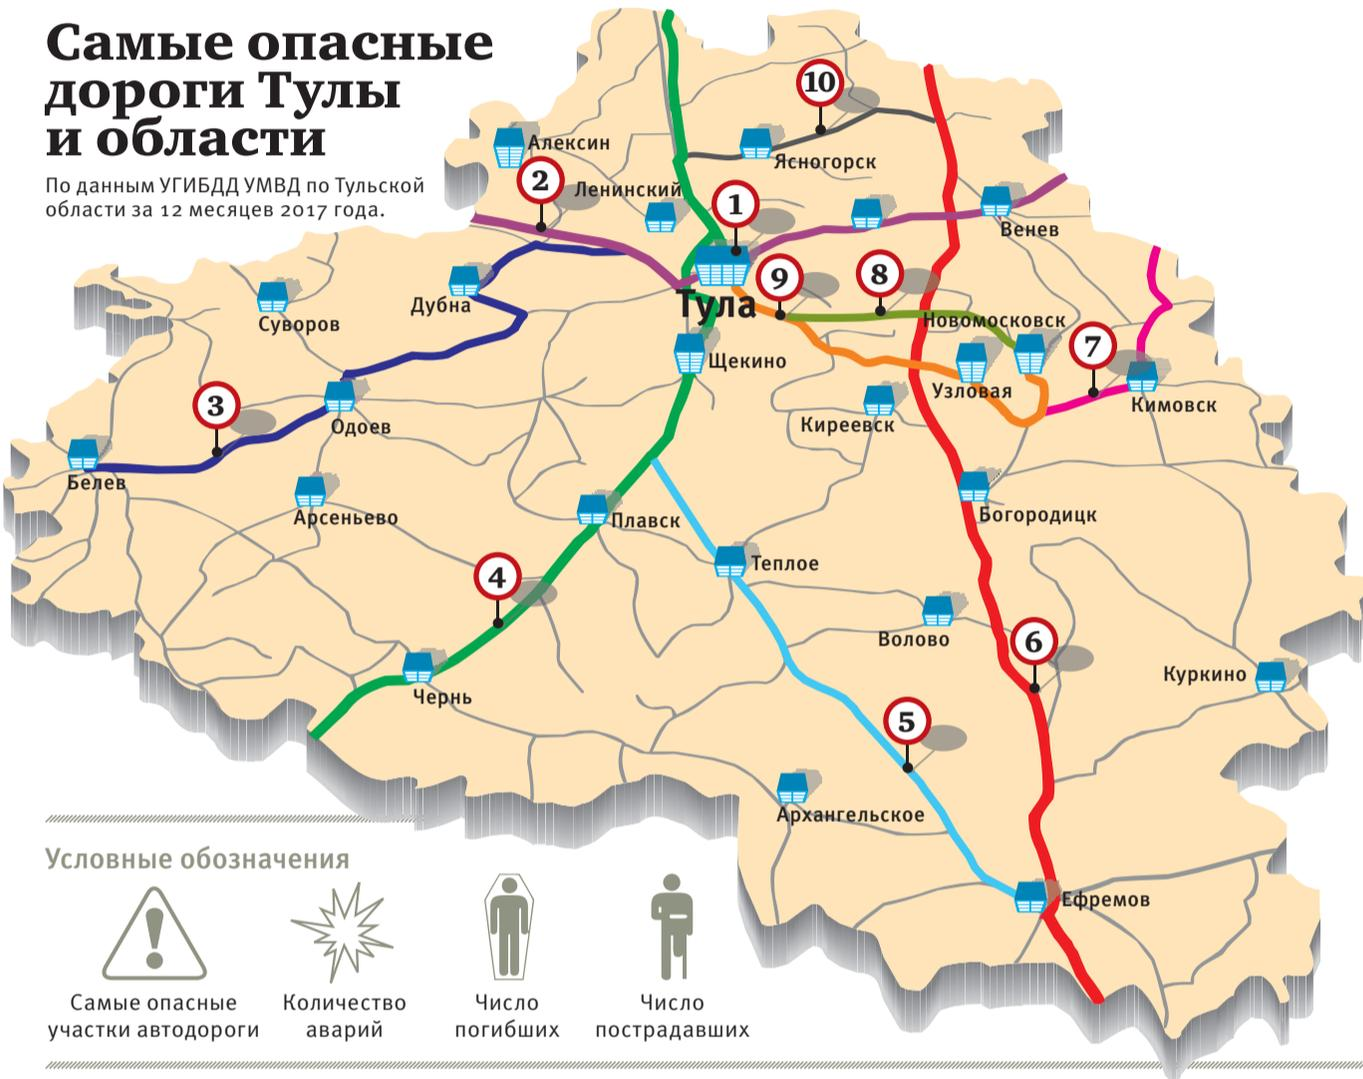 Самые опасные
дороги Тулы
и области
По данным УГИБДД УМВД по Тульской
области за 12 месяцев 2017 года.
10
Алексин
Ясногорск
2
Ленинский
1
Венев
9
8
Дубна
Тула
Суворов
Новомосковск
7
Щекино
Узловая
Кимовск
3
Киреевск
Одоев
Белев
Арсеньево
Плавск
Богородицк
Теплое
4
Волово
6
Куркино
Чернь
5
Архангельское
Условные обозначения
Ефремов
Самые опасные
участки автодороги
Количество
аварий
Число
погибших
Число
пострадавших